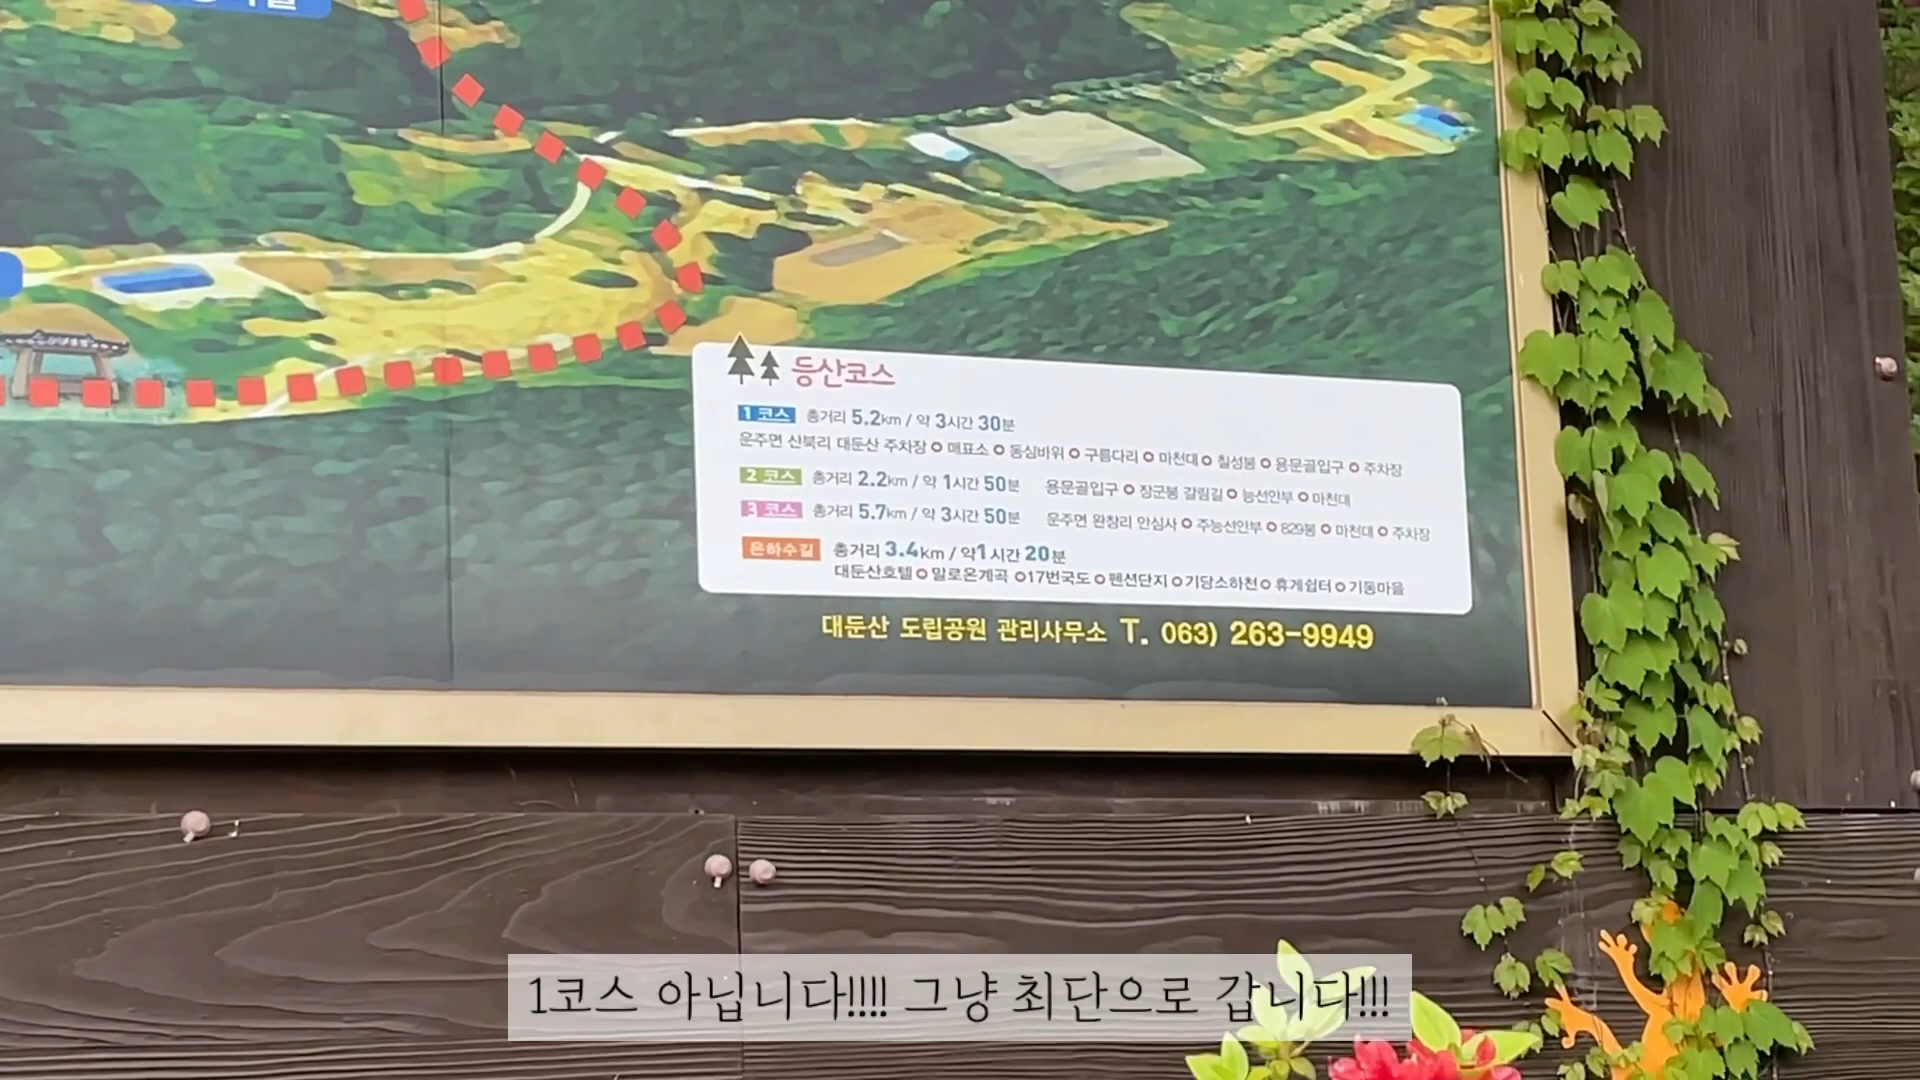 등산코스
1 코스 총거리 5.2km / 약 3시간 30분
운주면 산북리 대둔산 주차장 매표소 동심바위 구름다리 마천대 칠성봉 용문골입구 주차장
2 코스 총거리 2.2km / 약 1시간 50분 용문골입구 장군봉 갈림길 능선안부 마천대
3 코스 총거리 5.7km / 약 3시간 50분 운주면 완창리 안심사 주능선안부 829봉 마천대 주차장
은하수길 총거리 3.4km / 약1시간 20분
대둔산호텔 말로온계곡 17번국도 펜션단지 기당소하천 휴게쉼터 기동마을
대둔산 도립공원 관리사무소 T. 063) 263-9949
1코스 아닙니다!!!! 그냥 최단으로 갑니다!!!